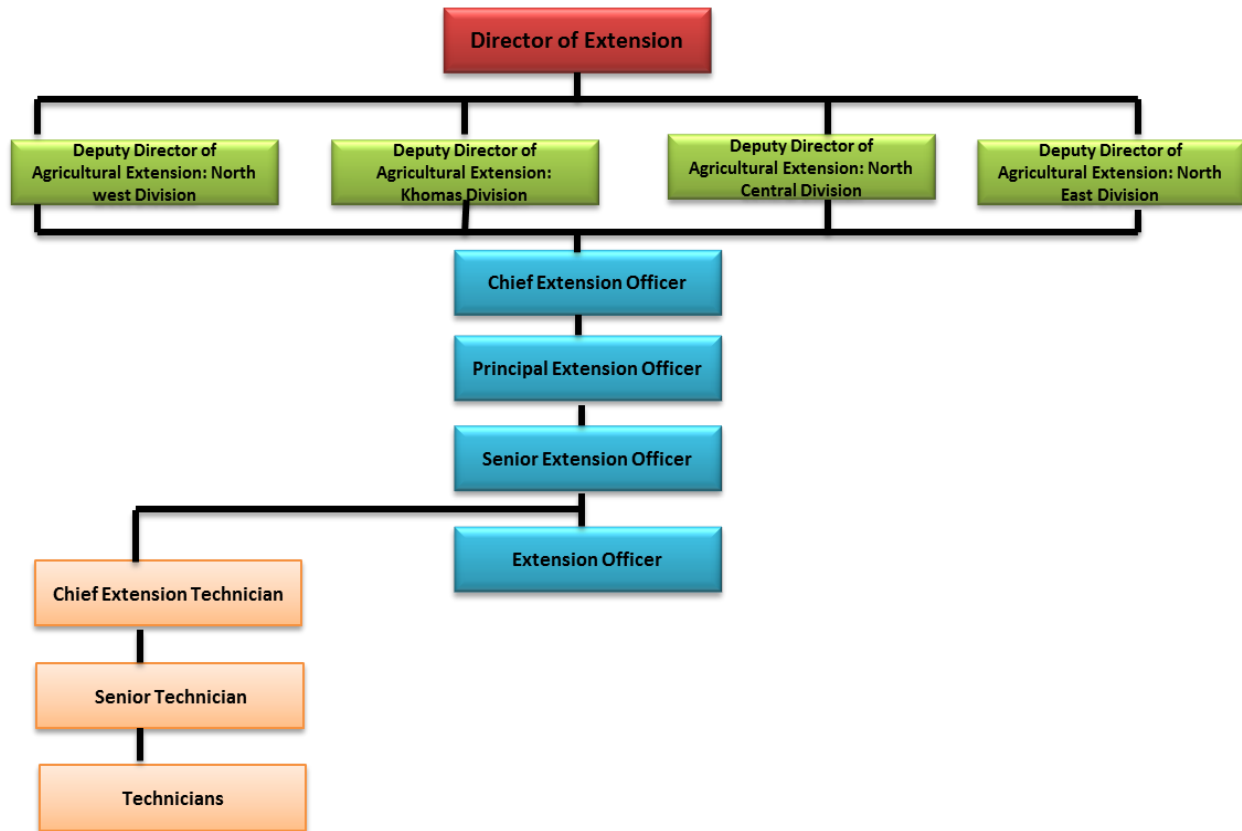 Director of Extension
Deputy Director of
Agricultural Extension: North
west Division
Deputy Director of
Agricultural Extension:
Khomas Division
Deputy Director of
Agricultural Extension: North
Central Division
Deputy Director of
Agricultural Extension: North
East Division
Chief Extension Officer
Principal Extension Officer
Senior Extension Officer
Extension Officer
Chief Extension Technician
Senior Technician
Technicians